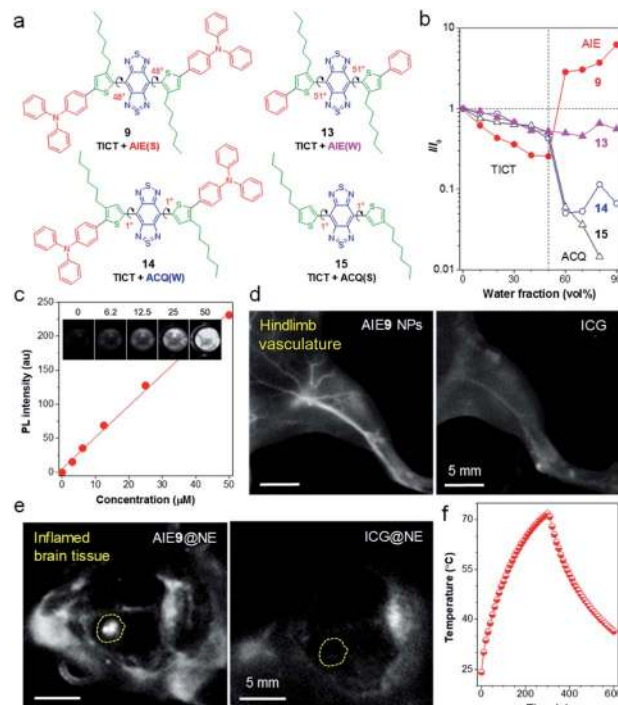 a
48°
48°
9
TICT + AIE(S)
51°
51°
13
TICT + AIE(W)
1°
1°
14
TICT + ACQ(W)
1°
1°
15
TICT + ACQ(S)
b
I/I0
10
1
0.1
0.01
AIE
9
13
TICT
14
15
ACQ
0 20 40 60 80
Water fraction (vol%)
c
PL intensity (au)
250
200
150
100
50
0
0 6.2 12.5 25 50
0 10 20 30 40 50
Concentration (μM)
d
Hindlimb
vasculature
AIE9 NPs
ICG
5 mm
e
Inflamed
brain tissue
AIE9@NE
ICG@NE
5 mm
f
Temperature (°C)
70
55
40
25
0 200 400 600